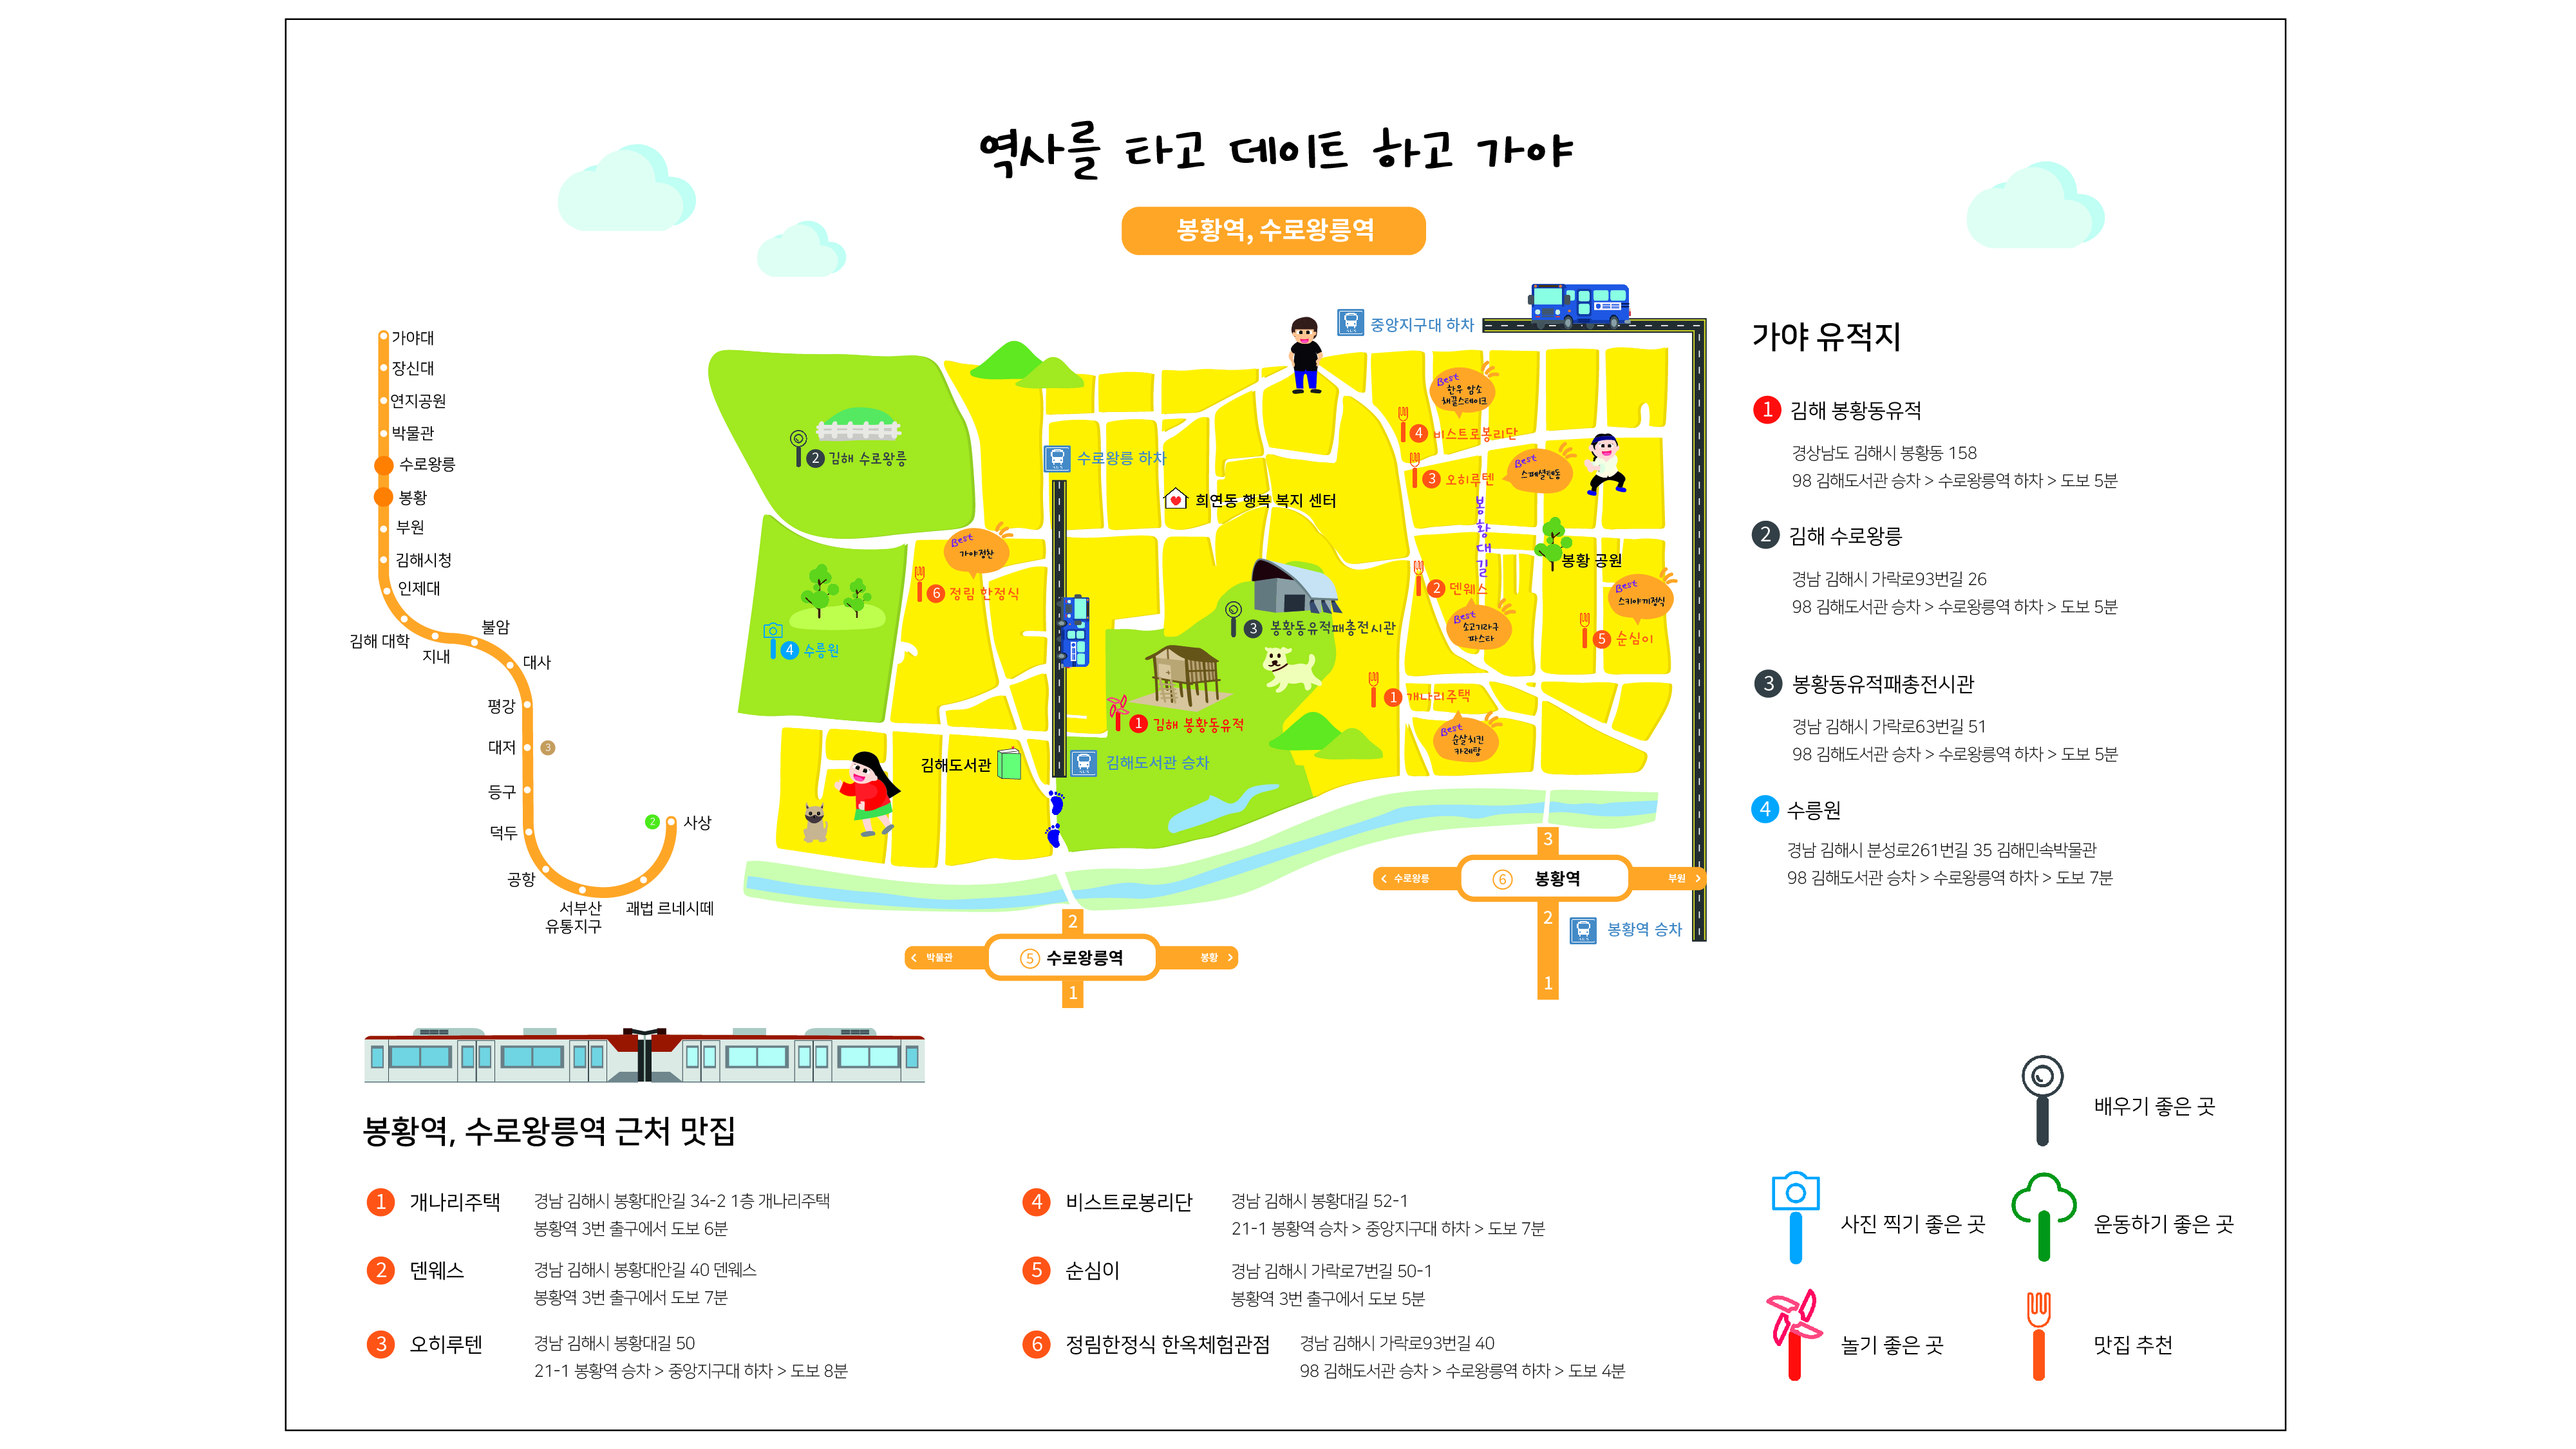 역사를 타고 데이트 하고 가야
봉황역, 수로왕릉역
가야대
장신대
연지공원
박물관
수로왕릉
봉황
부원
김해시청
인제대
김해 대학
지내
불암
대사
평강
대저
3
등구
덕두
공항
서부산
유통지구
괘법 르네시떼
2
사상
중앙지구대 하차
2 김해 수로왕릉
수로왕릉 하차
희연동 행복 복지 센터
Best
한우 암소
채끝스테이크
4 비스트로봉리단
3 오히루텐
Best
스페셜텐동
봉황대길
봉황 공원
Best
가야정찬
6 정림 한정식
4 수릉원
3 봉황동유적패총전시관
2 덴웨스
Best
소고기라구
파스타
Best
스키야끼정식
5 순심이
1 김해 봉황동유적
1 개나리주택
Best
순살치킨
카레탕
김해도서관
김해도서관 승차
2
< 박물관
5 수로왕릉역
봉황 >
1
3
< 수로왕릉
6 봉황역
부원 >
2
봉황역 승차
1
가야 유적지
1 김해 봉황동유적
경상남도 김해시 봉황동 158
98 김해도서관 승차 > 수로왕릉역 하차 > 도보 5분
2 김해 수로왕릉
경남 김해시 가락로93번길 26
98 김해도서관 승차 > 수로왕릉역 하차 > 도보 5분
3 봉황동유적패총전시관
경남 김해시 가락로63번길 51
98 김해도서관 승차 > 수로왕릉역 하차 > 도보 5분
4 수릉원
경남 김해시 분성로261번길 35 김해민속박물관
98 김해도서관 승차 > 수로왕릉역 하차 > 도보 7분
봉황역, 수로왕릉역 근처 맛집
1 개나리주택
경남 김해시 봉황대안길 34-2 1층 개나리주택
봉황역 3번 출구에서 도보 6분
2 덴웨스
경남 김해시 봉황대안길 40 덴웨스
봉황역 3번 출구에서 도보 7분
3 오히루텐
경남 김해시 봉황대길 50
21-1 봉황역 승차 > 중앙지구대 하차 > 도보 8분
4 비스트로봉리단
경남 김해시 봉황대길 52-1
21-1 봉황역 승차 > 중앙지구대 하차 > 도보 7분
5 순심이
경남 김해시 가락로7번길 50-1
봉황역 3번 출구에서 도보 5분
6 정림한정식 한옥체험관점
경남 김해시 가락로93번길 40
98 김해도서관 승차 > 수로왕릉역 하차 > 도보 4분
배우기 좋은 곳
사진 찍기 좋은 곳
운동하기 좋은 곳
놀기 좋은 곳
맛집 추천